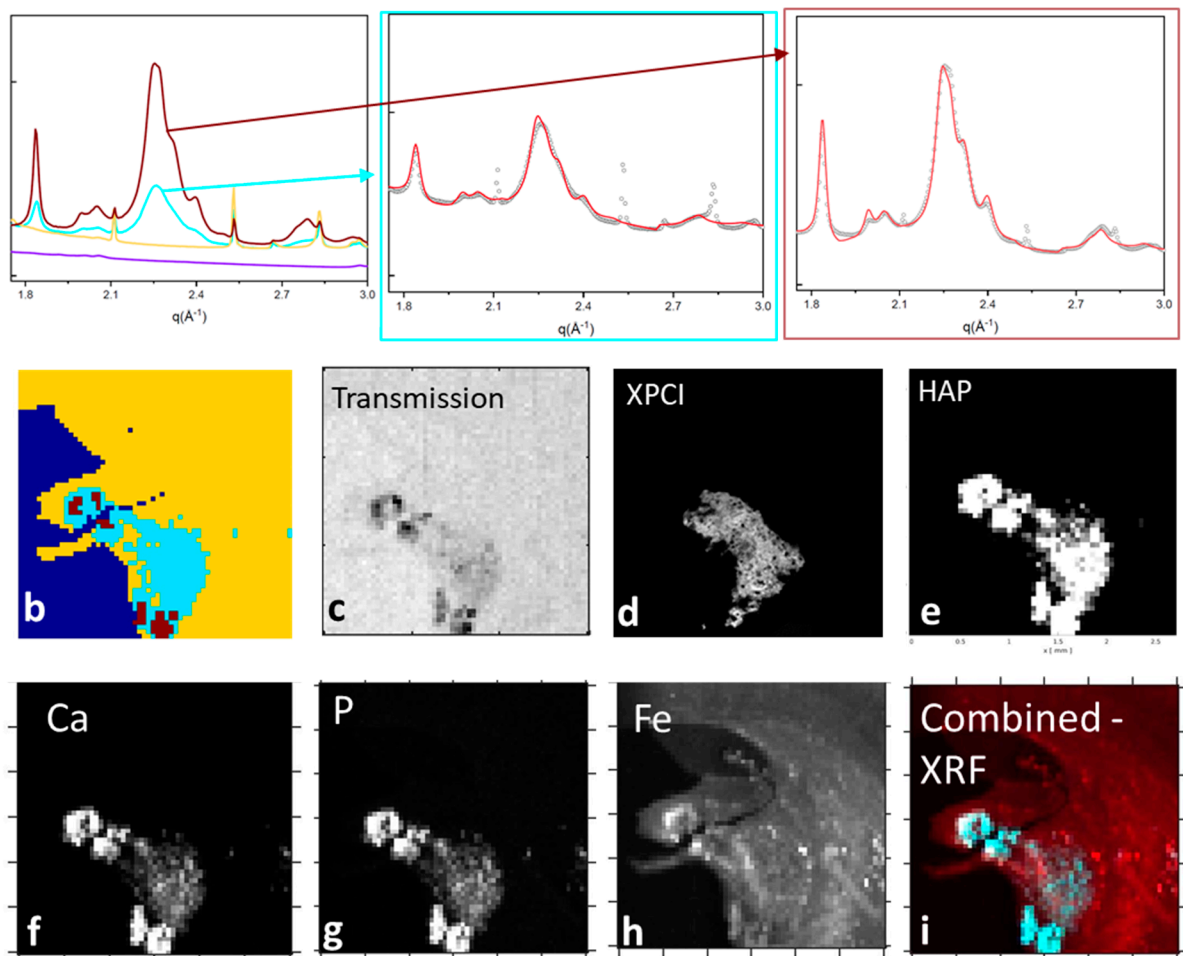 1.8 2.1 2.4 2.7 3.0
q(Å⁻¹)
1.8 2.1 2.4 2.7 3.0
q(Å⁻¹)
1.8 2.1 2.4 2.7 3.0
q(Å⁻¹)
b
Transmission
c
XPCI
d
HAP
e
0 0.5 1 1.5 2 2.5
x [ mm ]
Ca
f
P
g
Fe
h
Combined -
XRF
i